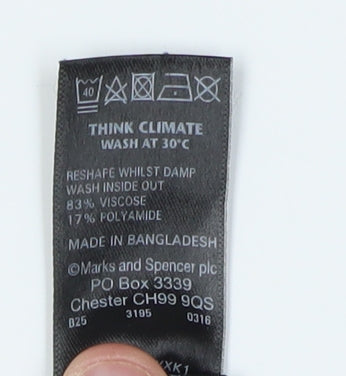 40
THINK CLIMATE
WASH AT 30°C
RESHAPE WHILST DAMP
WASH INSIDE OUT
83% VISCOSE
17% POLYAMIDE
MADE IN BANGLADESH
©Marks and Spencer plc
PO Box 3339
Chester CH99 9QS
B25 3195 0316